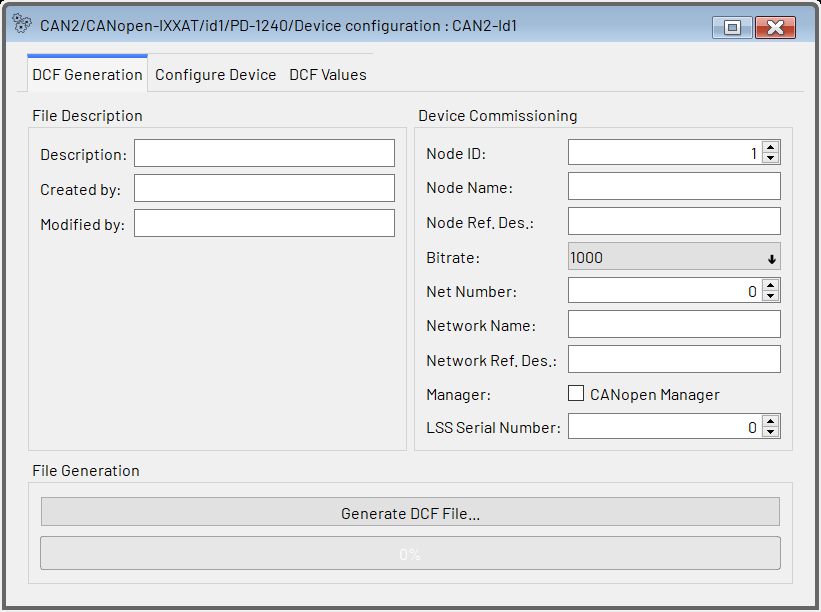 CAN2/CANopen-IXXAT/id1/PD-1240/Device configuration : CAN2-Id1
DCF Generation Configure Device DCF Values
File Description
Description:
Created by:
Modified by:
Device Commissioning
Node ID: 1
Node Name:
Node Ref. Des.:
Bitrate: 1000
Net Number: 0
Network Name:
Network Ref. Des.:
Manager: CANopen Manager
LSS Serial Number: 0
File Generation
Generate DCF File...
0%